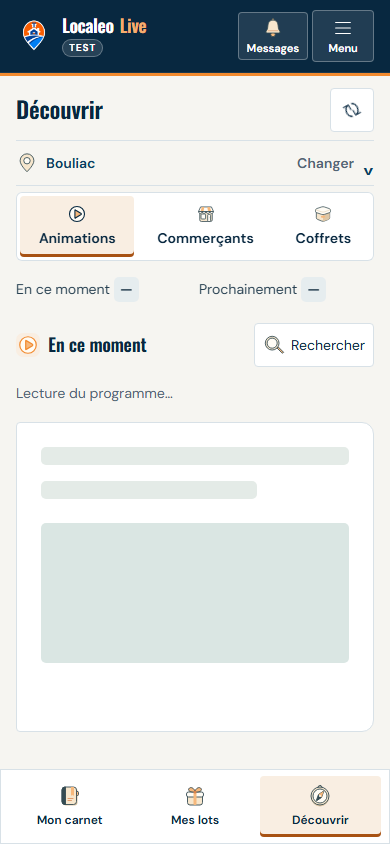 Localeo Live
TEST
Messages
Menu
Découvrir
Bouliac
Changer
Animations
Commerçants
Coffrets
En ce moment —
Prochainement —
En ce moment
Rechercher
Lecture du programme...
Mon carnet
Mes lots
Découvrir